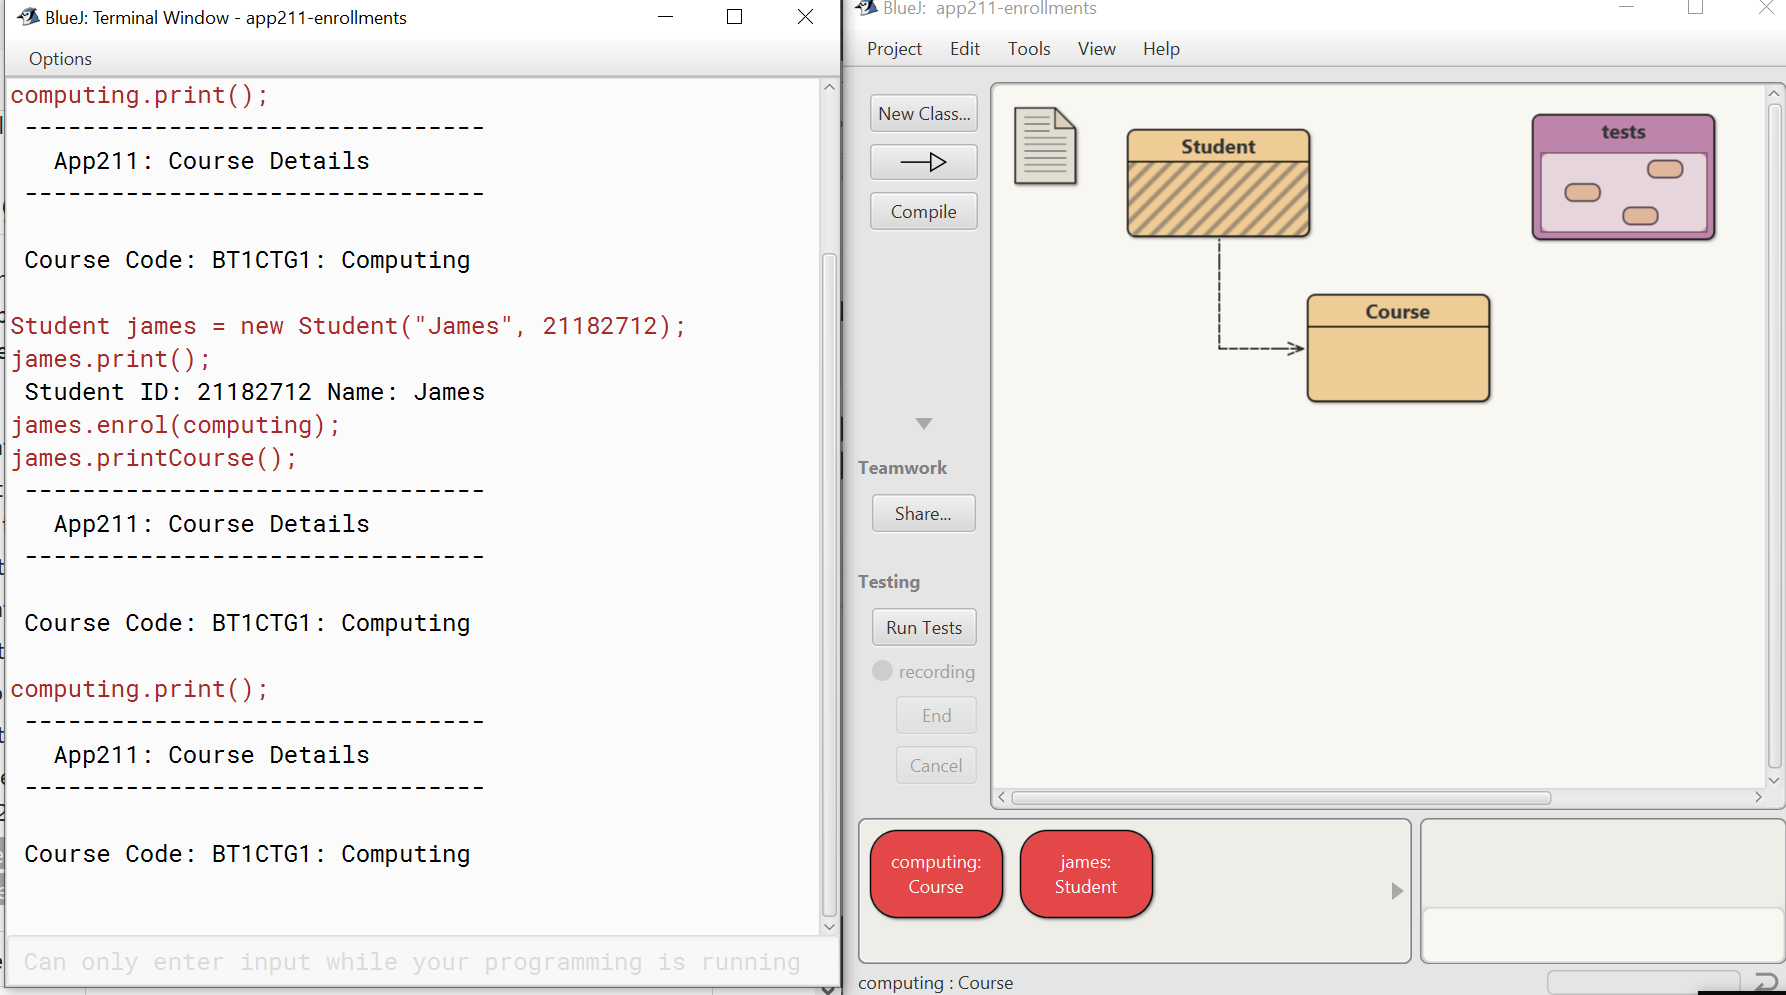 BlueJ: Terminal Window - app211-enrollments
Options
computing.print();
--------------------------------
App211: Course Details
--------------------------------
Course Code: BT1CTG1: Computing
Student james = new Student("James", 21182712);
james.print();
Student ID: 21182712 Name: James
james.enrol(computing);
james.printCourse();
--------------------------------
App211: Course Details
--------------------------------
Course Code: BT1CTG1: Computing
computing.print();
--------------------------------
App211: Course Details
--------------------------------
Course Code: BT1CTG1: Computing
Can only enter input while your programming is running
BlueJ: app211-enrollments
Project Edit Tools View Help
New Class...
Compile
Teamwork
Share...
Testing
Run Tests
recording
End
Cancel
Student
Course
tests
computing:
Course
james:
Student
computing : Course